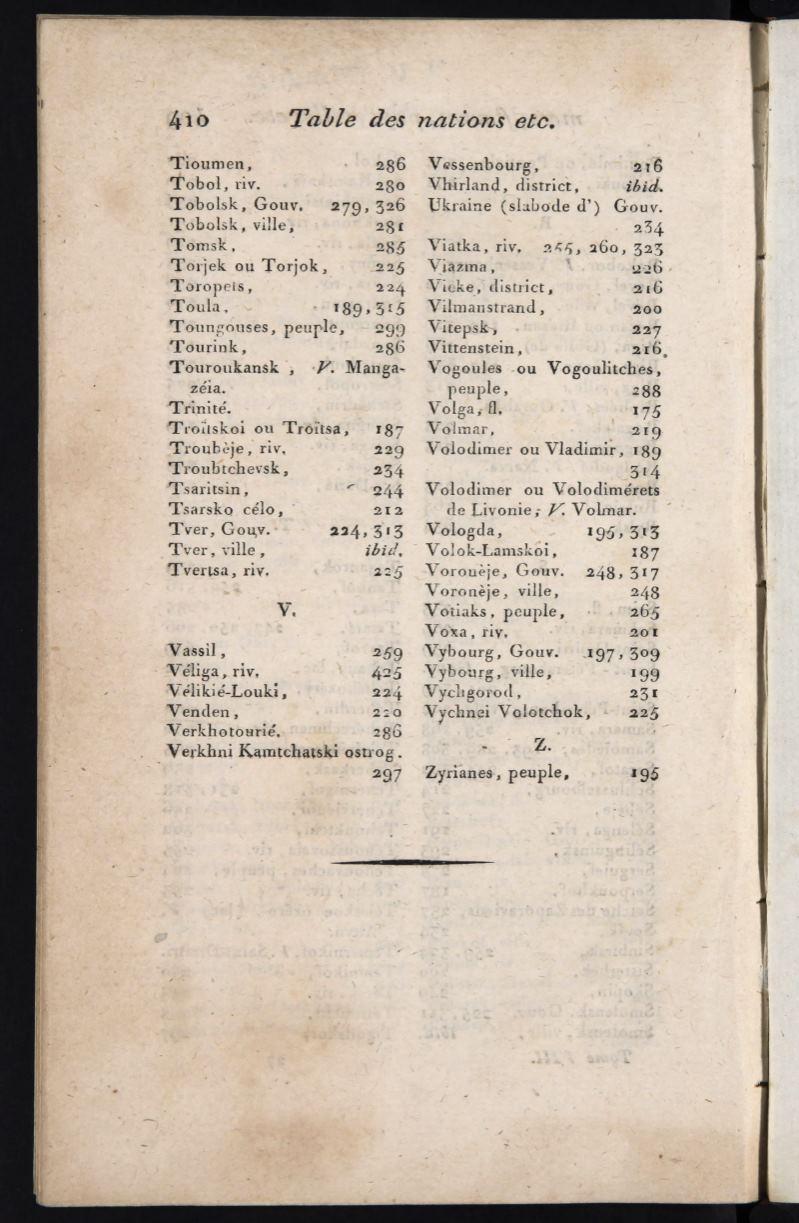 410 Table des nations etc.
Tioumen, 286
Tobol, riv. 280
Tobolsk, Gouv. 279, 326
Tobolsk, ville, 281
Tomsk, 285
Torjek ou Torjok, 225
Toropets, 224
Toula, 189, 315
Toungouses, peuple, 299
Tourink, 286
Touroukansk , V. Manga-
zéia.
Trinité.
Troïtskoi ou Troïtsa, 187
Troubèje, riv. 229
Troubtchevsk, 234
Tsaritsin, 244
Tsarsko célo, 212
Tver, Gouv. 224, 313
Tver, ville, ibid.
Tvertsa, riv. 225
V.
Vassil, 259
Véliga, riv. 425
Vélikié-Louki, 224
Venden, 220
Verkhotourié. 286
Verkhni Kamtchatski ostrog.
297
Vessenbourg, 216
Vhirland, district, ibid.
Ukraine (slabode d') Gouv.
234
Viatka, riv. 255, 260, 323
Viazma, 226
Vieke, district, 216
Vilmanstrand, 200
Vitepsk, 227
Vittenstein, 216.
Vogoules ou Vogoulitches,
peuple, 288
Volga, fl. 175
Volmar, 219
Volodimer ou Vladimir, 189
314
Volodimer ou Volodimérets
de Livonie; V. Volmar.
Vologda, 195, 313
Volok-Lamskoi, 187
Vorouèje, Gouv. 248, 317
Voronèje, ville, 248
Votiaks, peuple, 265
Voxa, riv. 201
Vybourg, Gouv. 197, 309
Vybourg, ville, 199
Vychgorod, 231
Vychnei Volotchok, 225
Z.
Zyrianes, peuple, 195